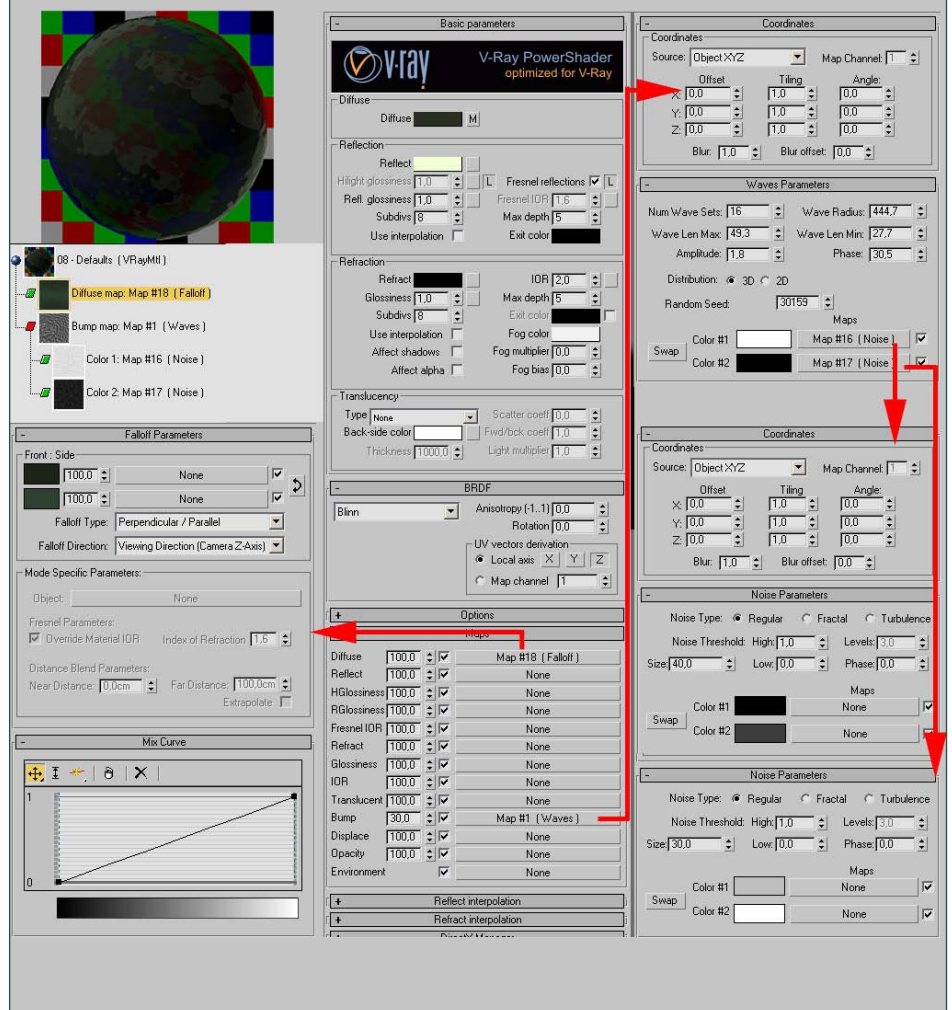 08 - Defaults ( VRayMtl )
Diffuse map: Map #18 ( Falloff )
Bump map: Map #1 ( Waves )
Color 1: Map #16 ( Noise )
Color 2: Map #17 ( Noise )
- Falloff Parameters
Front : Side
100,0 None
100,0 None
Falloff Type: Perpendicular / Parallel
Falloff Direction: Viewing Direction (Camera Z-Axis)
Mode Specific Parameters:
Object: None
Fresnel Parameters:
Override Material IOR Index of Refraction 1,6
Distance Blend Parameters:
Near Distance: 0,0cm Far Distance: 100,0cm
Extrapolate
- Mix Curve
1
0
- Basic parameters
V·ray V-Ray PowerShader
optimized for V-Ray
Diffuse
Diffuse M
Reflection
Reflect
Hilight glossiness 1,0 L Fresnel reflections L
Refl. glossiness 1,0 Fresnel IOR 1,6
Subdivs 8 Max depth 5
Use interpolation Exit color
Refraction
Refract IOR 2,0
Glossiness 1,0 Max depth 5
Subdivs 8 Exit color
Use interpolation Fog color
Affect shadows Fog multiplier 0,0
Affect alpha Fog bias 0,0
Translucency
Type None Scatter coeff 0,0
Back-side color Fwd/bck coeff 1,0
Thickness 1000,0 Light multiplier 1,0
- BRDF
Blinn Anisotropy (-1..1) 0,0
Rotation 0,0
UV vectors derivation
Local axis X Y Z
Map channel 1
+ Options
Maps
Diffuse 100,0 Map #18 ( Falloff )
Reflect 100,0 None
HGlossiness 100,0 None
RGlossiness 100,0 None
Fresnel IOR 100,0 None
Refract 100,0 None
Glossiness 100,0 None
IOR 100,0 None
Translucent 100,0 None
Bump 30,0 Map #1 ( Waves )
Displace 100,0 None
Opacity 100,0 None
Environment None
+ Reflect interpolation
+ Refract interpolation
+ DirectX Manager
- Coordinates
Coordinates
Source: Object XYZ Map Channel: 1
Offset Tiling Angle:
X: 0,0 1,0 0,0
Y: 0,0 1,0 0,0
Z: 0,0 1,0 0,0
Blur: 1,0 Blur offset: 0,0
- Waves Parameters
Num Wave Sets: 16 Wave Radius: 444,7
Wave Len Max: 49,3 Wave Len Min: 27,7
Amplitude: 1,8 Phase: 30,5
Distribution: 3D 2D
Random Seed: 30159
Maps
Swap Color #1 Map #16 ( Noise )
Color #2 Map #17 ( Noise )
- Coordinates
Coordinates
Source: Object XYZ Map Channel: 1
Offset Tiling Angle:
X: 0,0 1,0 0,0
Y: 0,0 1,0 0,0
Z: 0,0 1,0 0,0
Blur: 1,0 Blur offset: 0,0
- Noise Parameters
Noise Type: Regular Fractal Turbulence
Noise Threshold: High: 1,0 Levels: 3,0
Size: 40,0 Low: 0,0 Phase: 0,0
Maps
Swap Color #1 None
Color #2 None
- Noise Parameters
Noise Type: Regular Fractal Turbulence
Noise Threshold: High: 1,0 Levels: 3,0
Size: 30,0 Low: 0,0 Phase: 0,0
Maps
Swap Color #1 None
Color #2 None